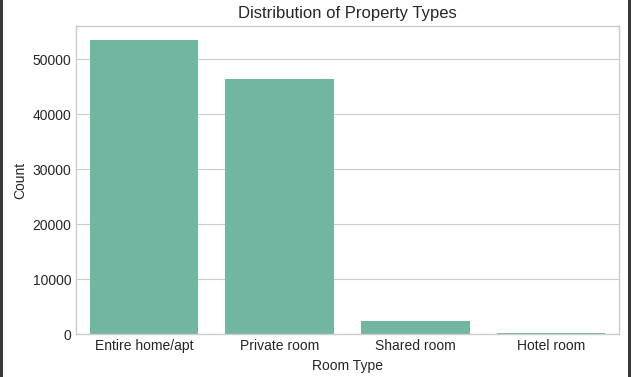 Distribution of Property Types
Count
50000
40000
30000
20000
10000
0
Entire home/apt Private room Shared room Hotel room
Room Type